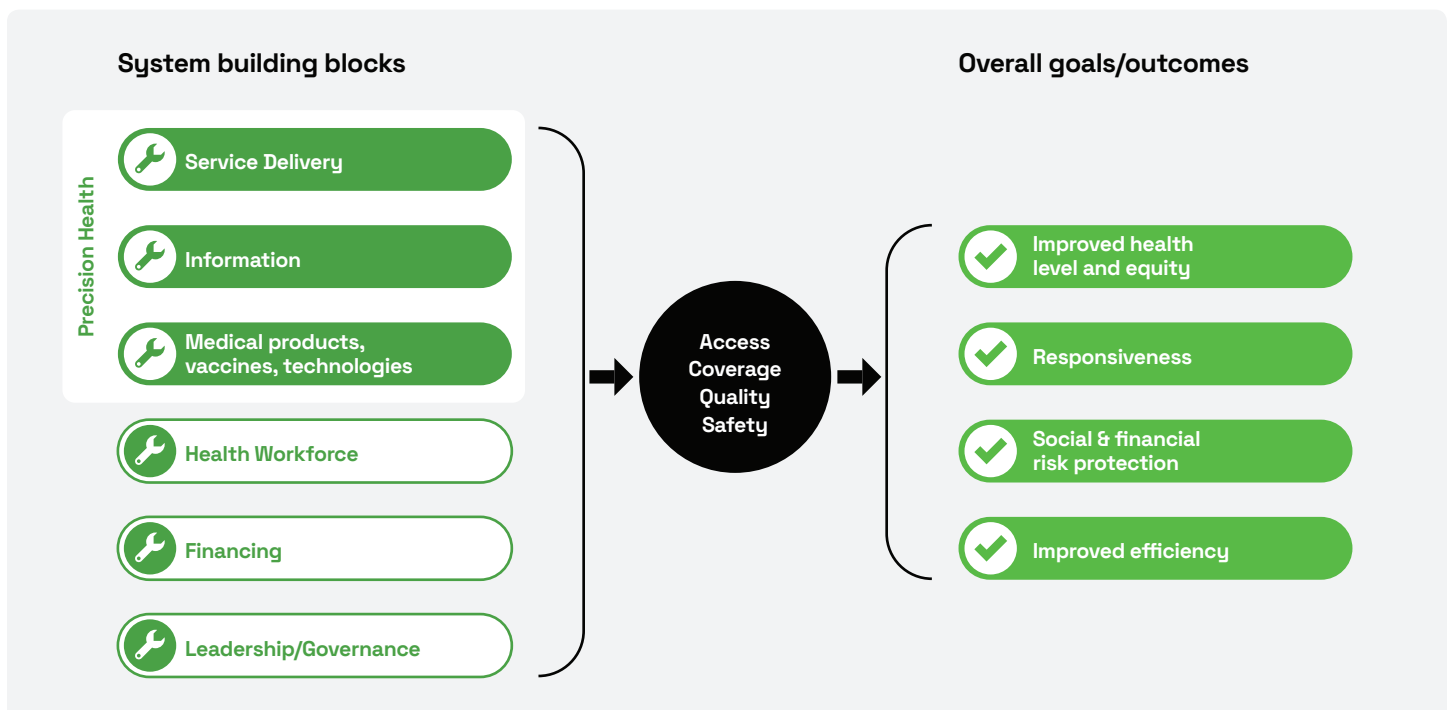 System building blocks
Overall goals/outcomes
Precision Health
Service Delivery
Information
Medical products,
vaccines, technologies
Health Workforce
Financing
Leadership/Governance
Access
Coverage
Quality
Safety
Improved health
level and equity
Responsiveness
Social & financial
risk protection
Improved efficiency